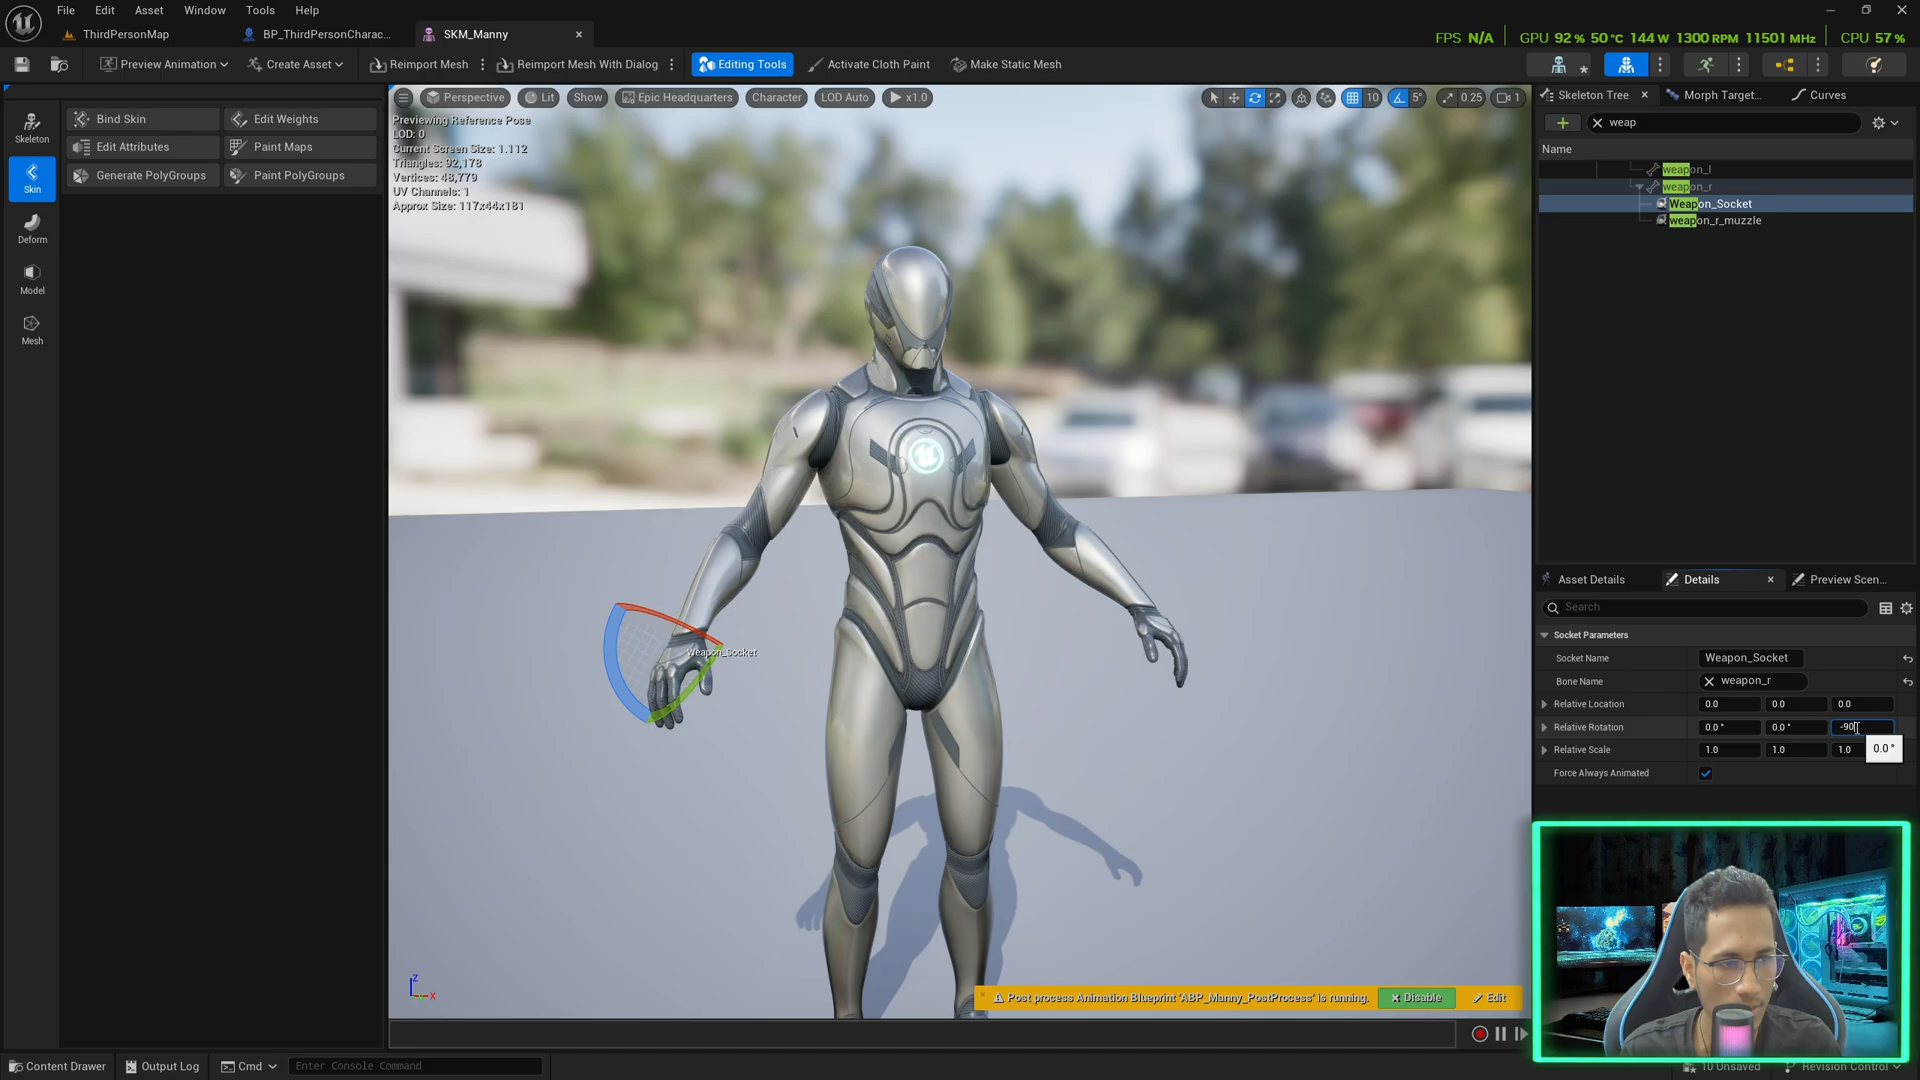 File Edit Asset Window Tools Help
ThirdPersonMap BP_ThirdPersonCharac... SKM_Manny
FPS N/A GPU 92 % 50 °C 144 W 1300 RPM 11501 MHz CPU 57 %
Preview Animation Create Asset Reimport Mesh Reimport Mesh With Dialog Editing Tools Activate Cloth Paint Make Static Mesh
Skeleton
Skin
Deform
Model
Mesh
Bind Skin Edit Weights
Edit Attributes Paint Maps
Generate PolyGroups Paint PolyGroups
Perspective Lit Show Epic Headquarters Character LOD Auto x1.0 10 5° 0.25 1
Previewing Reference Pose
LOD: 0
Current Screen Size: 1.112
Triangles: 92,178
Vertices: 48,779
UV Channels: 1
Approx Size: 117x44x181
Weapon_Socket
Z
X
Post process Animation Blueprint 'ABP_Manny_PostProcess' is running. Disable Edit
Skeleton Tree Morph Target... Curves
weap
Name
weapon_l
weapon_r
Weapon_Socket
weapon_r_muzzle
Asset Details Details Preview Scen...
Search
Socket Parameters
Socket Name Weapon_Socket
Bone Name weapon_r
Relative Location 0.0 0.0 0.0
Relative Rotation 0.0 ° 0.0 ° -90
0.0 °
Relative Scale 1.0 1.0 1.0
Force Always Animated
Content Drawer Output Log Cmd Enter Console Command
10 Unsaved Revision Control